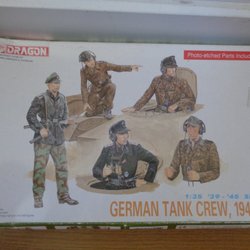 DRAGON
Photo-etched Parts Includ
1:35 '39-'45 S
GERMAN TANK CREW, 194